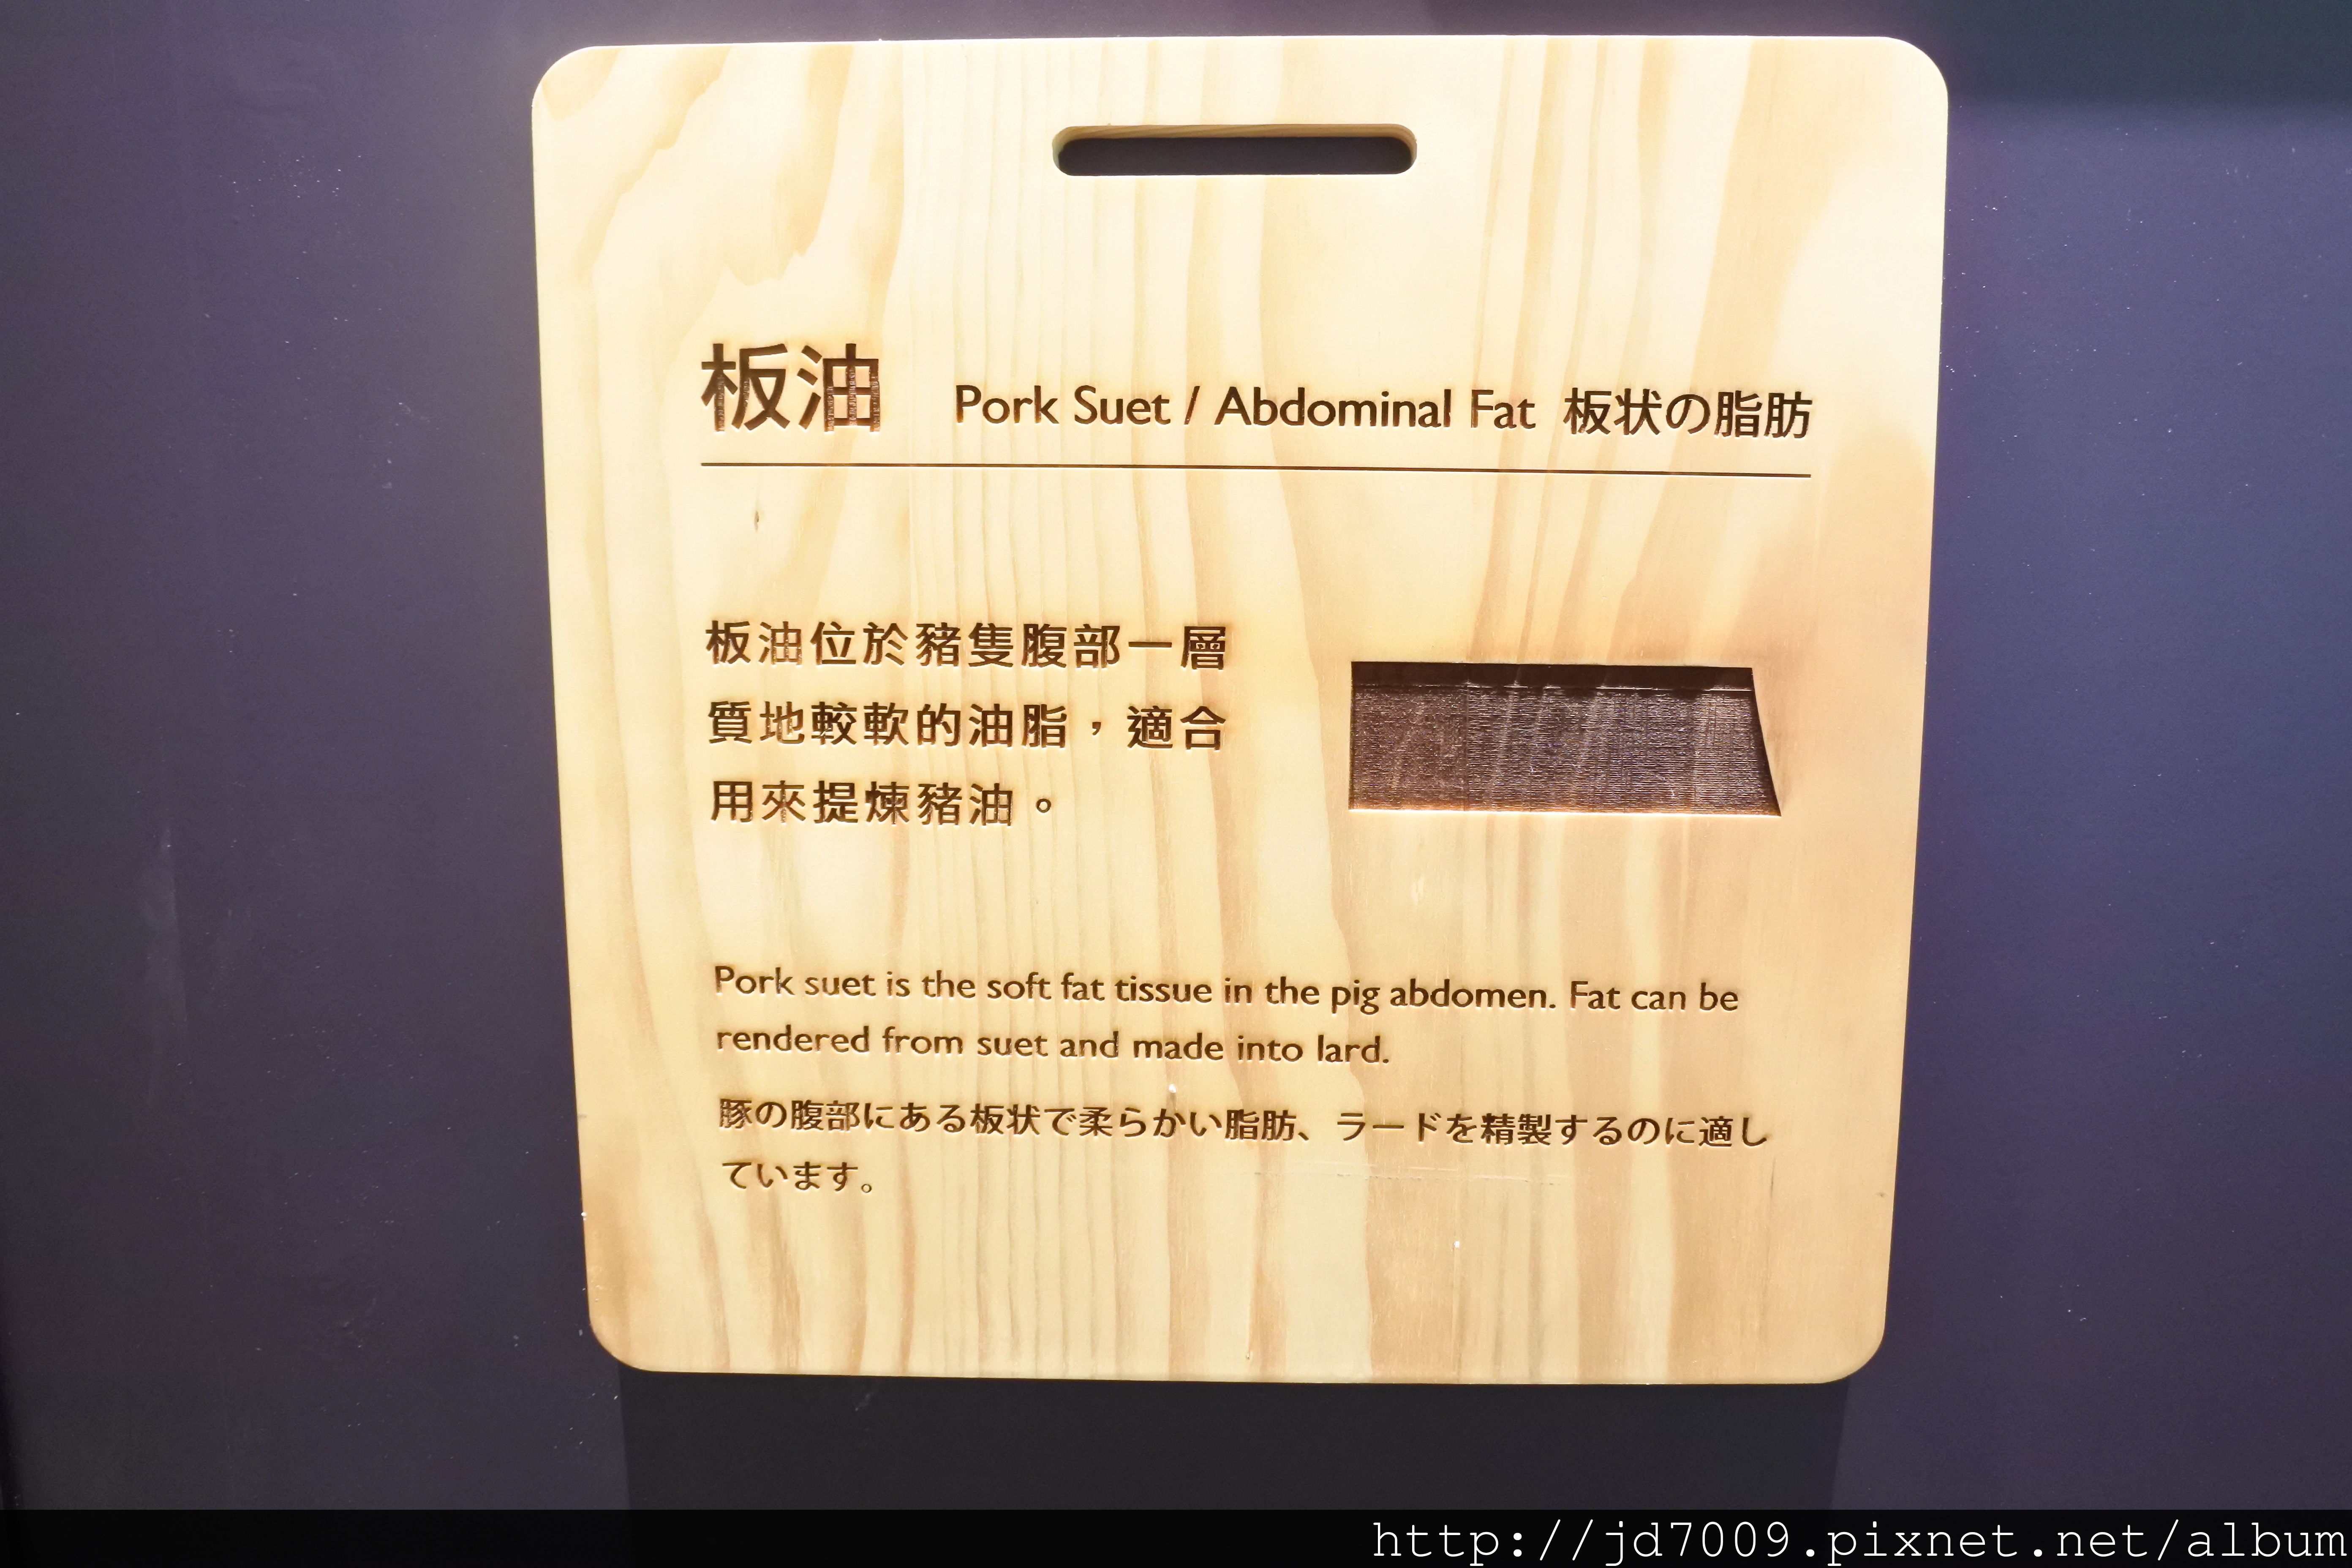 板油 Pork Suet / Abdominal Fat 板状の脂肪
板油位於豬隻腹部一層
質地較軟的油脂，適合
用來提煉豬油。
Pork suet is the soft fat tissue in the pig abdomen. Fat can be
rendered from suet and made into lard.
豚の腹部にある板状で柔らかい脂肪、ラードを精製するのに適し
ています。
http://jd7009.pixnet.net/album